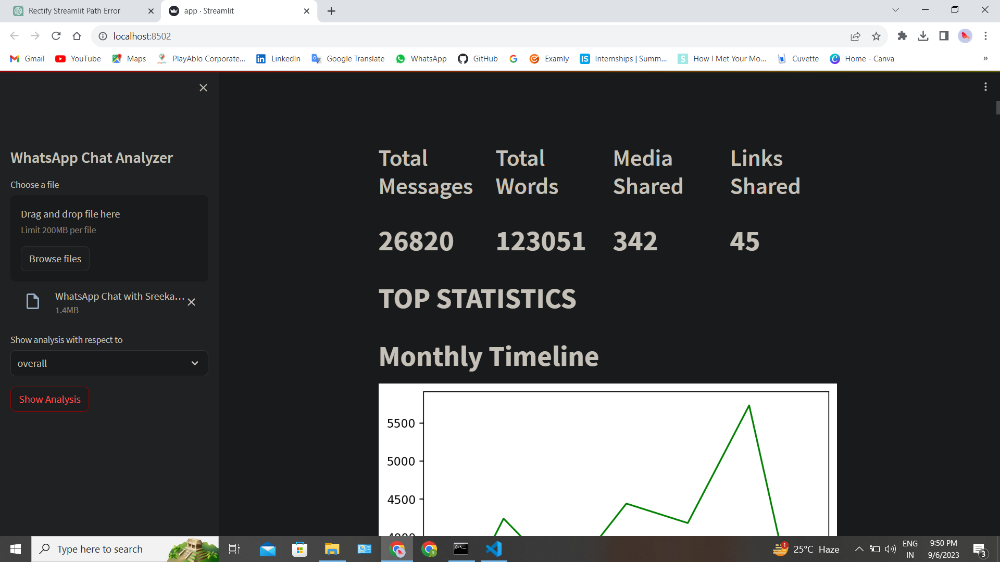 Rectify Streamlit Path Error
app · Streamlit
localhost:8502
Gmail
YouTube
Maps
PlayAblo Corporate...
LinkedIn
Google Translate
WhatsApp
GitHub
Examly
IS
Internships | Summ...
S
How I Met Your Mo...
Cuvette
Home - Canva
»
WhatsApp Chat Analyzer
Choose a file
Drag and drop file here
Limit 200MB per file
Browse files
WhatsApp Chat with Sreeka...
1.4MB
Show analysis with respect to
overall
Show Analysis
Total
Messages
26820
Total
Words
123051
Media
Shared
342
Links
Shared
45
TOP STATISTICS
Monthly Timeline
5500
5000
4500
4000
Type here to search
1
25°C Haze
ENG
IN
9:50 PM
9/6/2023
3